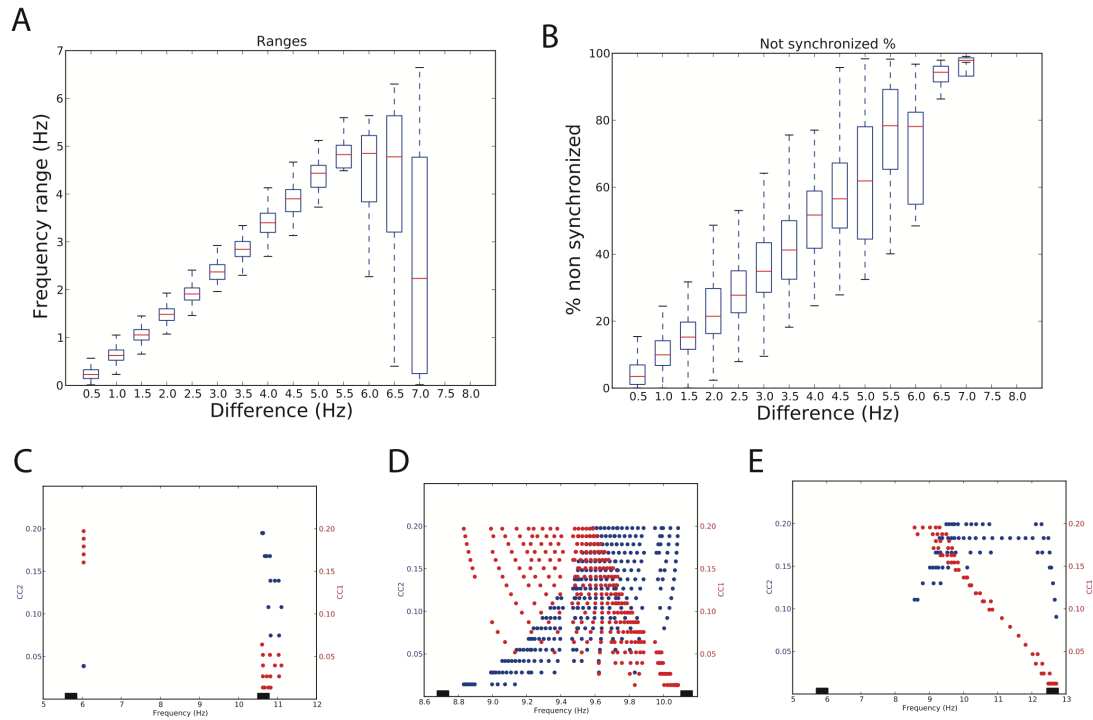 A
Ranges
7
6
5
4
3
2
1
0
Frequency range (Hz)
0.5 1.0 1.5 2.0 2.5 3.0 3.5 4.0 4.5 5.0 5.5 6.0 6.5 7.0 7.5 8.0
Difference (Hz)
B
Not synchronized %
100
80
60
40
20
0
% non synchronized
0.5 1.0 1.5 2.0 2.5 3.0 3.5 4.0 4.5 5.0 5.5 6.0 6.5 7.0 7.5 8.0
Difference (Hz)
C
0.20
0.15
0.10
0.05
CC2
0.20
0.15
0.10
0.05
CC1
5 6 7 8 9 10 11 12
Frequency (Hz)
D
0.20
0.15
0.10
0.05
CC2
0.20
0.15
0.10
0.05
CC1
8.6 8.8 9.0 9.2 9.4 9.6 9.8 10.0
Frequency (Hz)
E
0.20
0.15
0.10
0.05
0.00
CC2
0.20
0.15
0.10
0.05
0.00
CC1
5 6 7 8 9 10 11 12 13
Frequency (Hz)